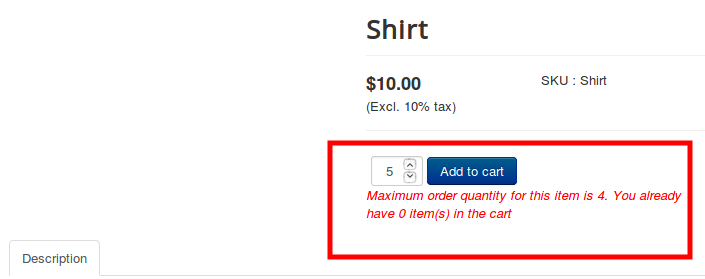 Shirt
$10.00
SKU : Shirt
(Excl. 10% tax)
5
Add to cart
Maximum order quantity for this item is 4. You already
have 0 item(s) in the cart
Description